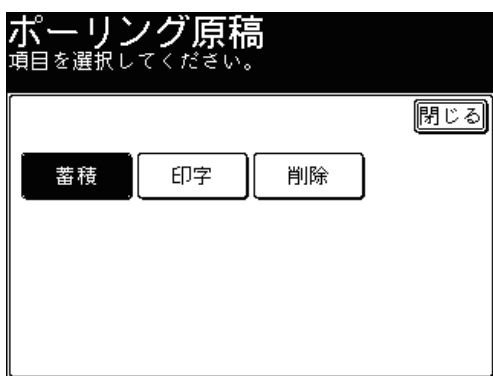 ポーリング原稿
項目を選択してください。
閉じる
蓄積 印字 削除